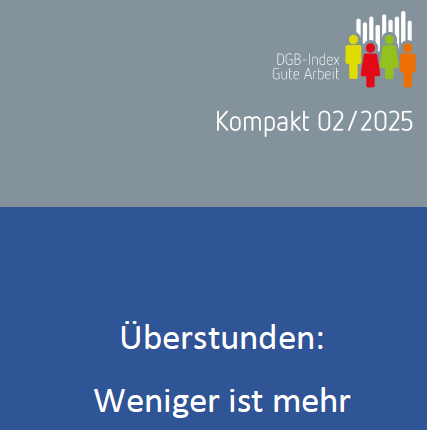 DGB-Index
Gute Arbeit
Kompakt 02/2025
Überstunden:
Weniger ist mehr